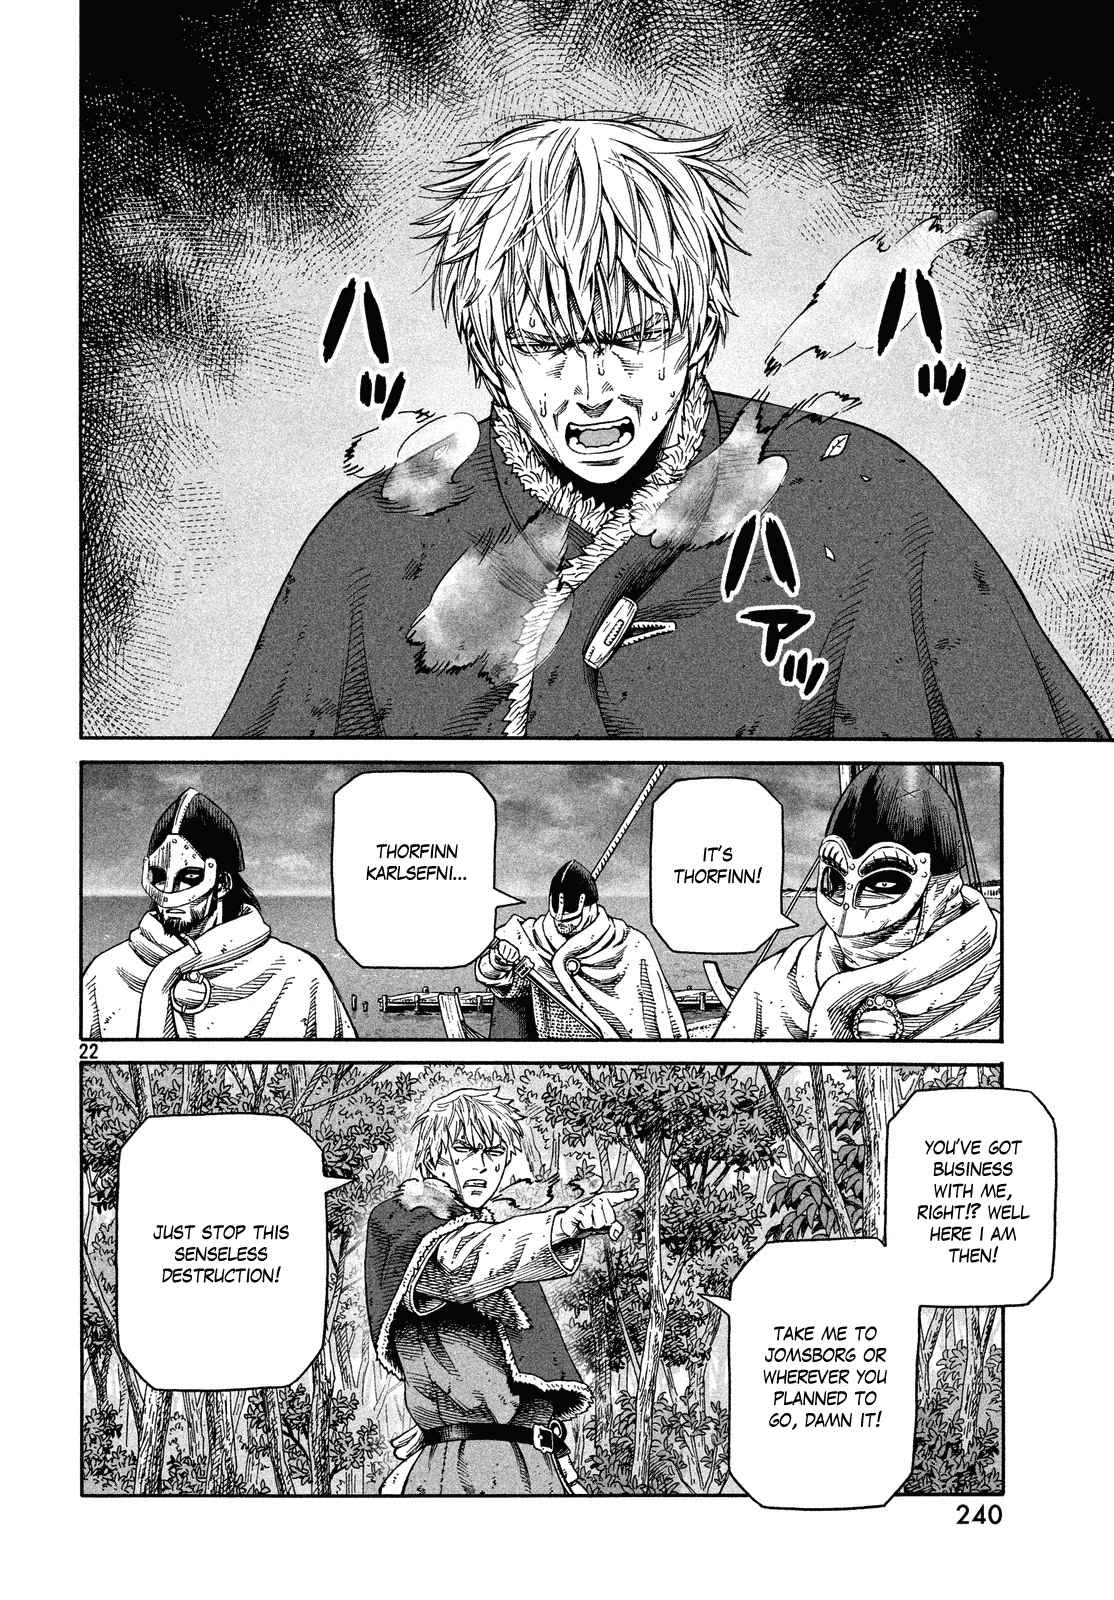 ハッ
ハッ
ハアッ
IT'S
THORFINN!
THORFINN
KARLSEFNI...
22
YOU'VE GOT
BUSINESS
WITH ME,
RIGHT!? WELL
HERE I AM
THEN!
TAKE ME TO
JOMSBORG OR
WHEREVER YOU
PLANNED TO
GO, DAMN IT!
JUST STOP THIS
SENSELESS
DESTRUCTION!
240